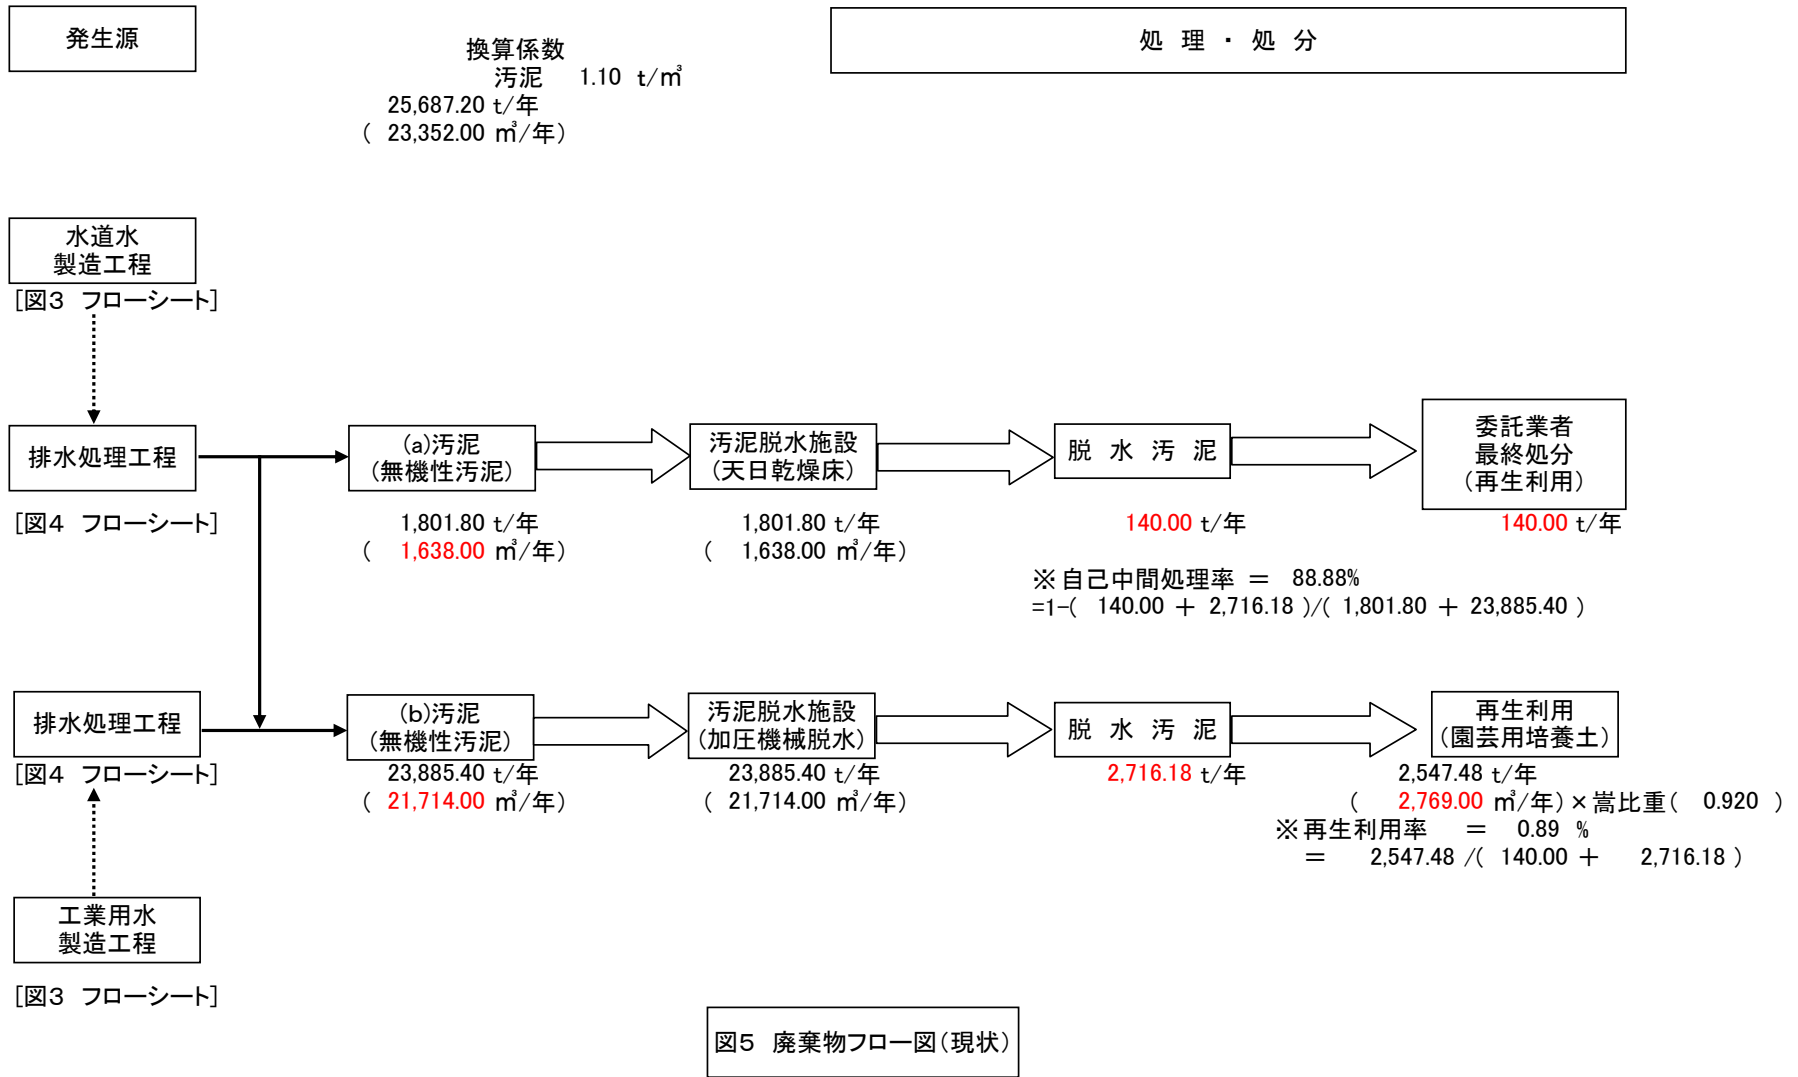 発生源
換算係数
汚泥 1.10 t/㎥
25,687.20 t/年
( 23,352.00 ㎥/年)
処 理 ・ 処 分
水道水
製造工程
[図3 フローシート]
排水処理工程
[図4 フローシート]
(a)汚泥
(無機性汚泥)
1,801.80 t/年
( 1,638.00 ㎥/年)
汚泥脱水施設
(天日乾燥床)
1,801.80 t/年
( 1,638.00 ㎥/年)
脱 水 汚 泥
140.00 t/年
委託業者
最終処分
(再生利用)
140.00 t/年
※自己中間処理率 = 88.88%
=1-( 140.00 + 2,716.18 )/( 1,801.80 + 23,885.40 )
排水処理工程
[図4 フローシート]
(b)汚泥
(無機性汚泥)
23,885.40 t/年
( 21,714.00 ㎥/年)
汚泥脱水施設
(加圧機械脱水)
23,885.40 t/年
( 21,714.00 ㎥/年)
脱 水 汚 泥
2,716.18 t/年
再生利用
(園芸用培養土)
2,547.48 t/年
( 2,769.00 ㎥/年)×嵩比重( 0.920 )
※再生利用率 = 0.89 %
= 2,547.48 /( 140.00 + 2,716.18 )
工業用水
製造工程
[図3 フローシート]
図5 廃棄物フロー図(現状)